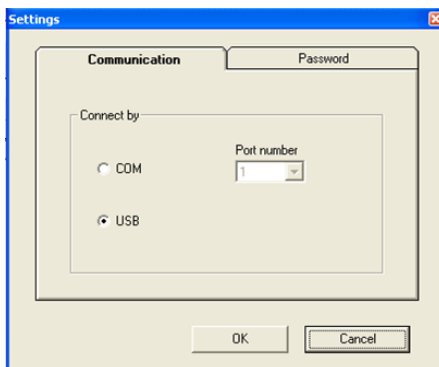 Settings
Communication Password
Connect by
Port number
COM
1
USB
OK Cancel